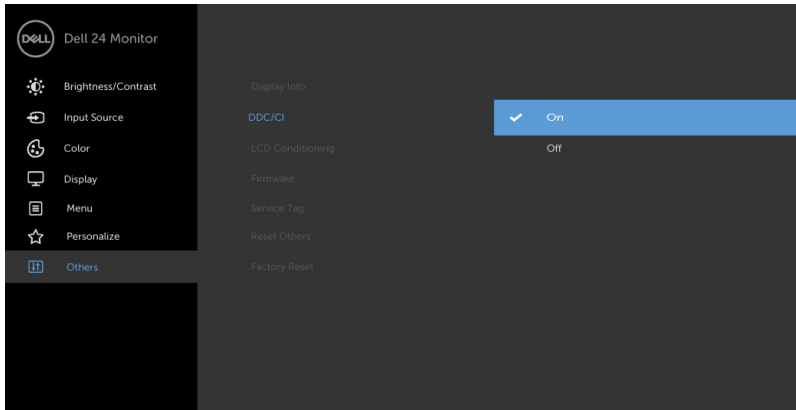 DELL Dell 24 Monitor
Brightness/Contrast
Input Source
Color
Display
Menu
Personalize
Others
Display Info
DDC/CI
LCD Conditioning
Firmware
Service Tag
Reset Others
Factory Reset
On
Off